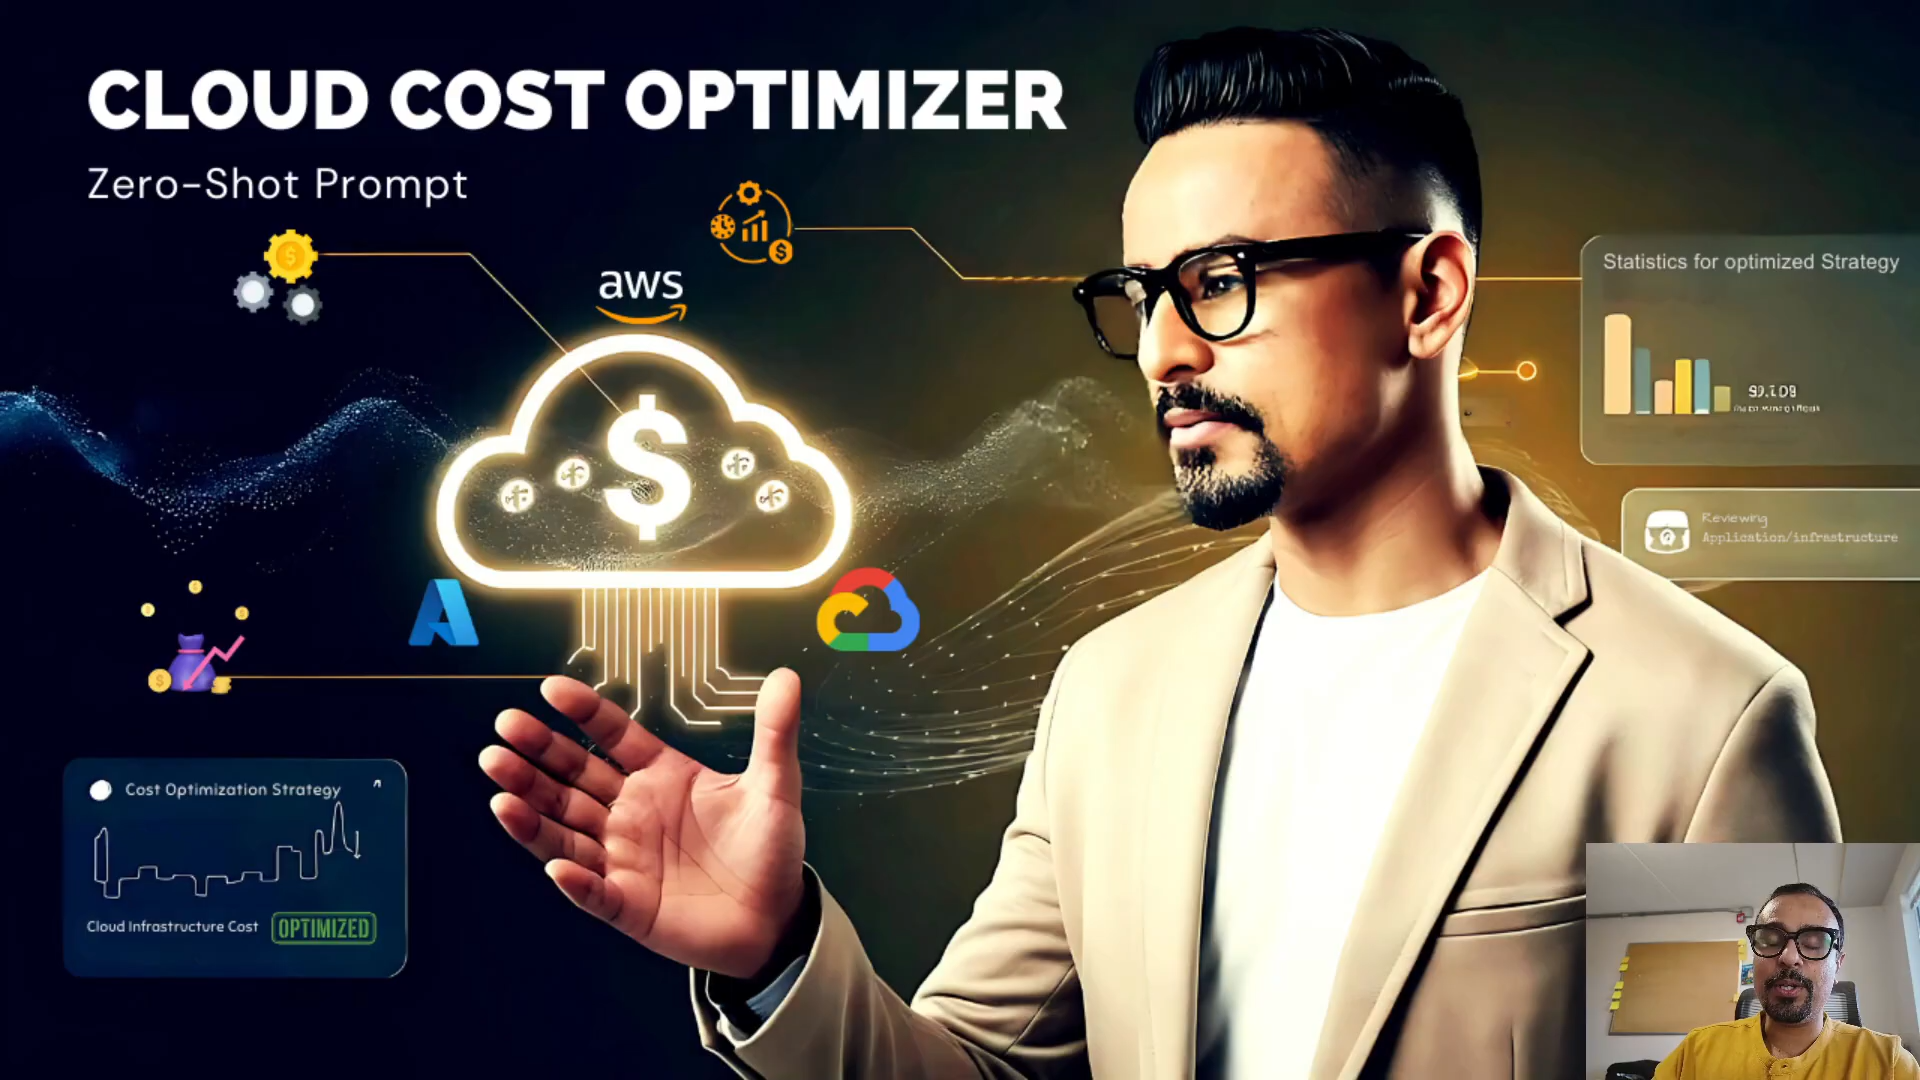 CLOUD COST OPTIMIZER
Zero-Shot Prompt
aws
Statistics for optimized Strategy
Reviewing
Application/infrastructure
Cost Optimization Strategy
Cloud Infrastructure Cost
OPTIMIZED